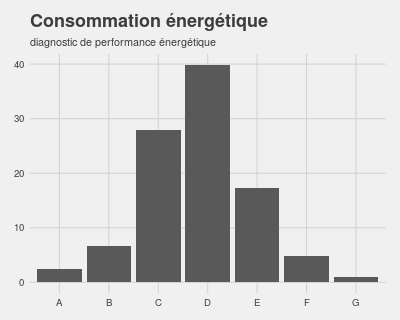 Consommation énergétique
diagnostic de performance énergétique
40
30
20
10
0
A B C D E F G